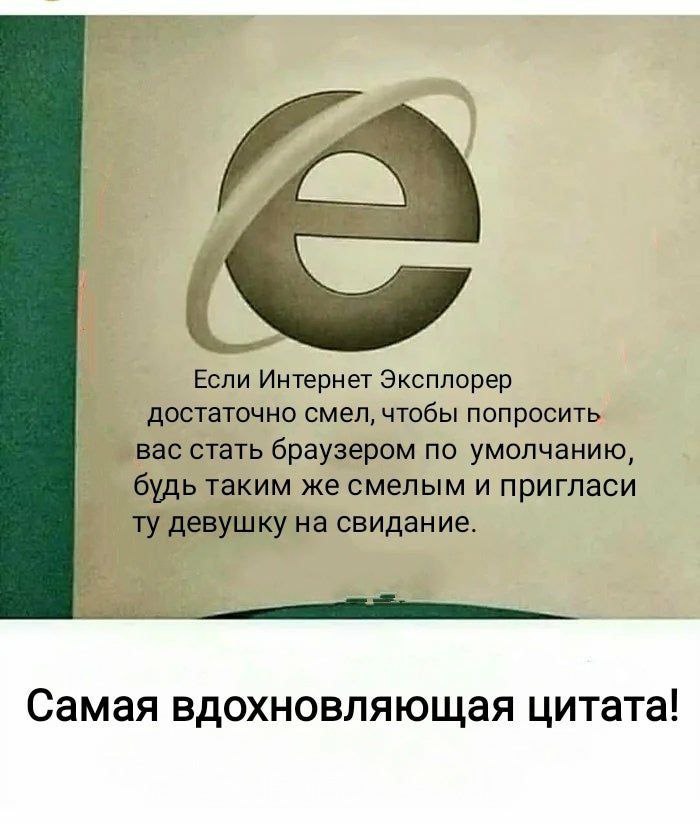 Если Интернет Эксплорер
достаточно смел, чтобы попросить
вас стать браузером по умолчанию,
будь таким же смелым и пригласи
ту девушку на свидание.
Самая вдохновляющая цитата!